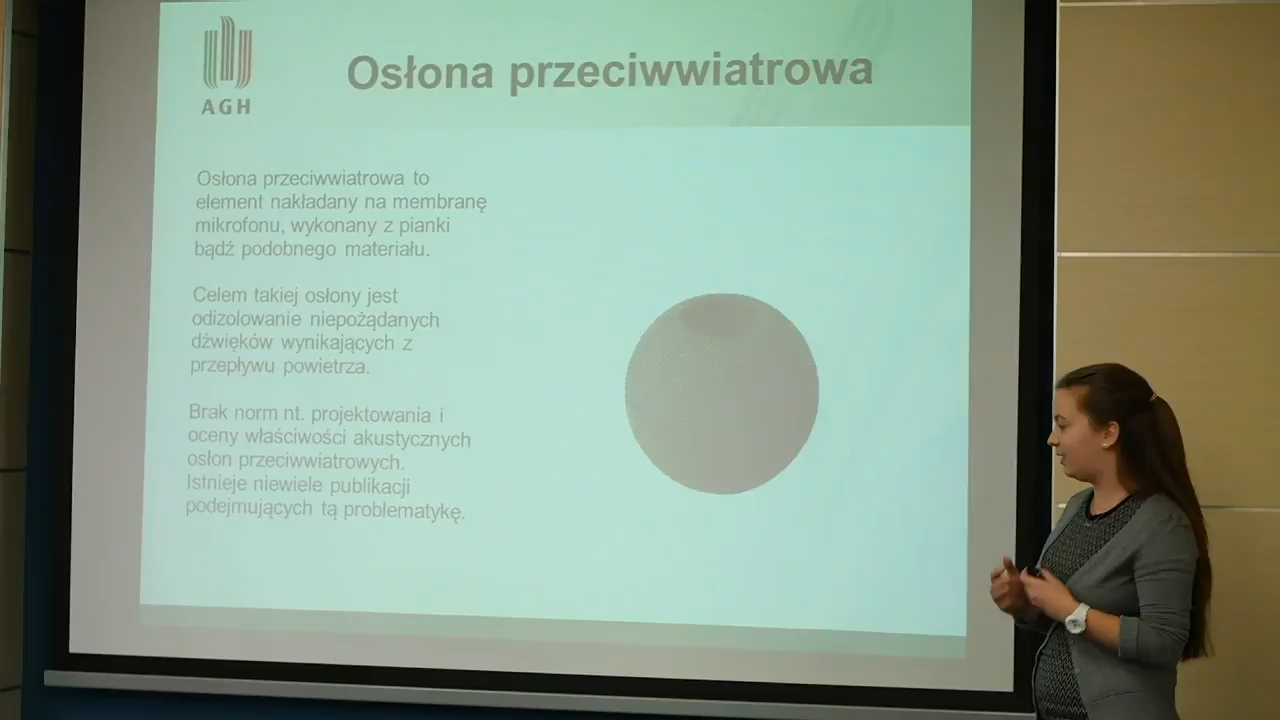 AGH
Osłona przeciwwiatrowa
Osłona przeciwwiatrowa to
element nakładany na membranę
mikrofonu, wykonany z pianki
bądź podobnego materiału.
Celem takiej osłony jest
odizolowanie niepożądanych
dźwięków wynikających z
przepływu powietrza.
Brak norm nt. projektowania i
oceny właściwości akustycznych
osłon przeciwwiatrowych.
Istnieje niewiele publikacji
podejmujących tą problematykę.